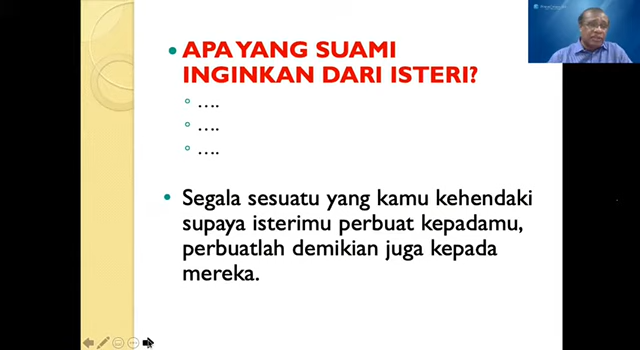 APA YANG SUAMI
INGINKAN DARI ISTERI?
....
....
....
Segala sesuatu yang kamu kehendaki
supaya isterimu perbuat kepadamu,
perbuatlah demikian juga kepada
mereka.